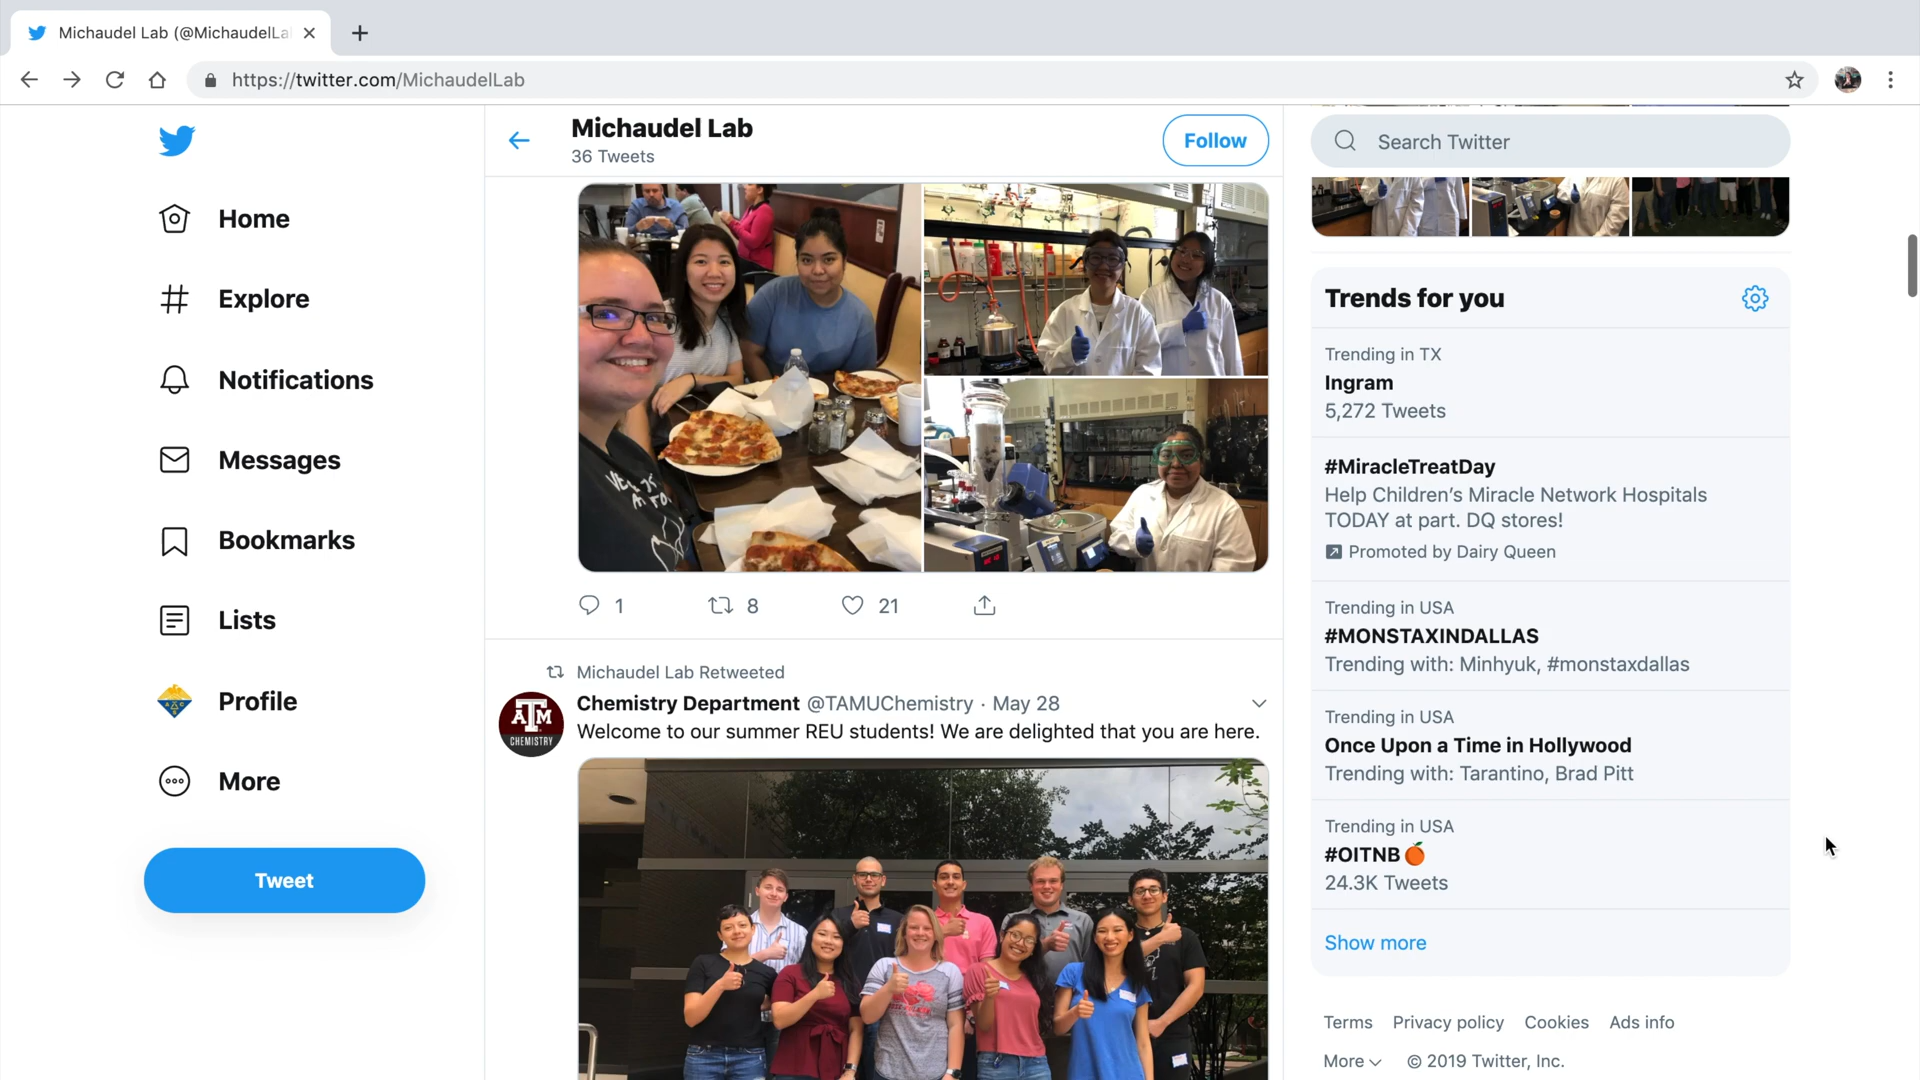 Michaudel Lab (@MichaudelLa
https://twitter.com/MichaudelLab
Home
Explore
Notifications
Messages
Bookmarks
Lists
Profile
More
Tweet
Michaudel Lab
36 Tweets
Follow
1
8
21
Michaudel Lab Retweeted
Chemistry Department @TAMUChemistry · May 28
Welcome to our summer REU students! We are delighted that you are here.
ATM
CHEMISTRY
Search Twitter
Trends for you
Trending in TX
Ingram
5,272 Tweets
#MiracleTreatDay
Help Children’s Miracle Network Hospitals
TODAY at part. DQ stores!
Promoted by Dairy Queen
Trending in USA
#MONSTAXINDALLAS
Trending with: Minhyuk, #monstaxdallas
Trending in USA
Once Upon a Time in Hollywood
Trending with: Tarantino, Brad Pitt
Trending in USA
#OITNB
24.3K Tweets
Show more
Terms Privacy policy Cookies Ads info
More © 2019 Twitter, Inc.